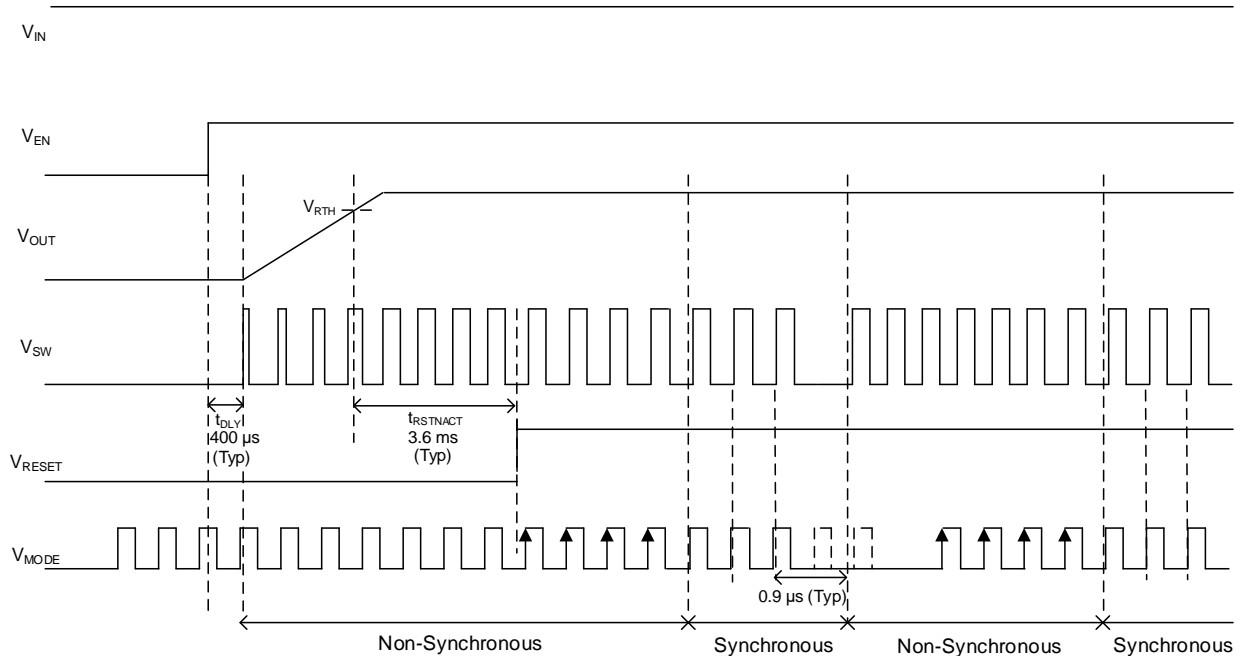 VIN
VEN
VRTH
VOUT
VSW
tDLY
400 µs
(Typ)
tRSTNACT
3.6 ms
(Typ)
VRESET
VMODE
0.9 µs (Typ)
Non-Synchronous
Synchronous
Non-Synchronous
Synchronous